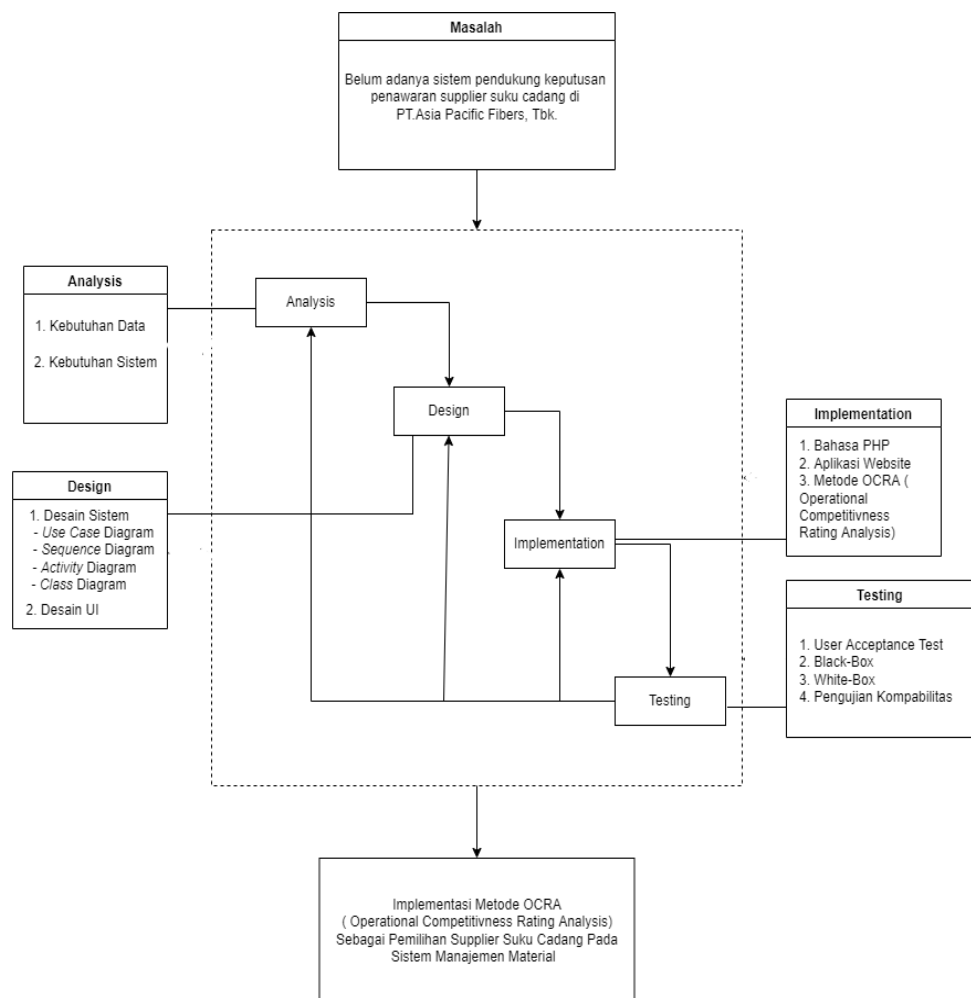 Masalah
Belum adanya sistem pendukung keputusan
penawaran supplier suku cadang di
PT.Asia Pacific Fibers, Tbk.
Analysis
1. Kebutuhan Data
2. Kebutuhan Sistem
Analysis
Design
Design
1. Desain Sistem
- Use Case Diagram
- Sequence Diagram
- Activity Diagram
- Class Diagram
2. Desain UI
Implementation
Implementation
1. Bahasa PHP
2. Aplikasi Website
3. Metode OCRA (
Operational
Competitivness
Rating Analysis)
Testing
Testing
1. User Acceptance Test
2. Black-Box
3. White-Box
4. Pengujian Kompabilitas
Implementasi Metode OCRA
( Operational Competitivness Rating Analysis)
Sebagai Pemilihan Supplier Suku Cadang Pada
Sistem Manajemen Material